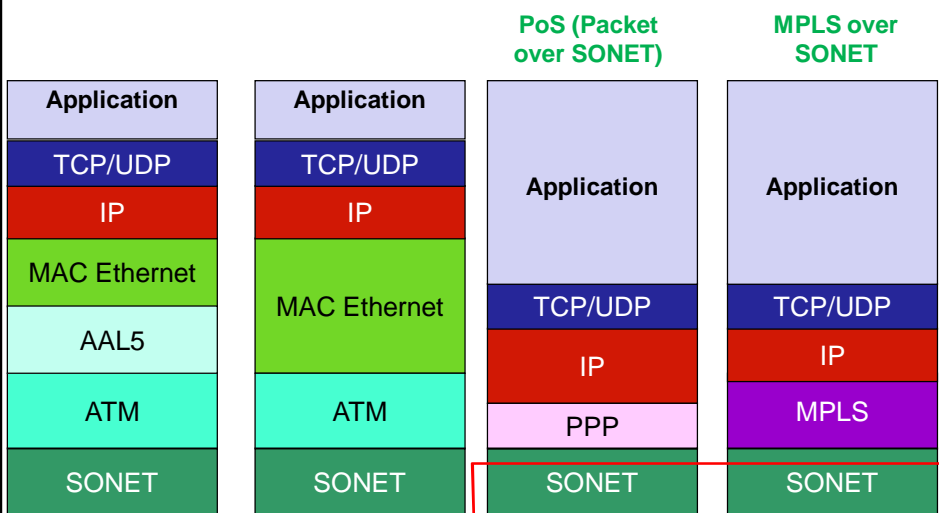 PoS (Packet
over SONET)
MPLS over
SONET
Application
TCP/UDP
IP
MAC Ethernet
AAL5
ATM
SONET
Application
TCP/UDP
IP
MAC Ethernet
ATM
SONET
Application
TCP/UDP
IP
PPP
SONET
Application
TCP/UDP
IP
MPLS
SONET